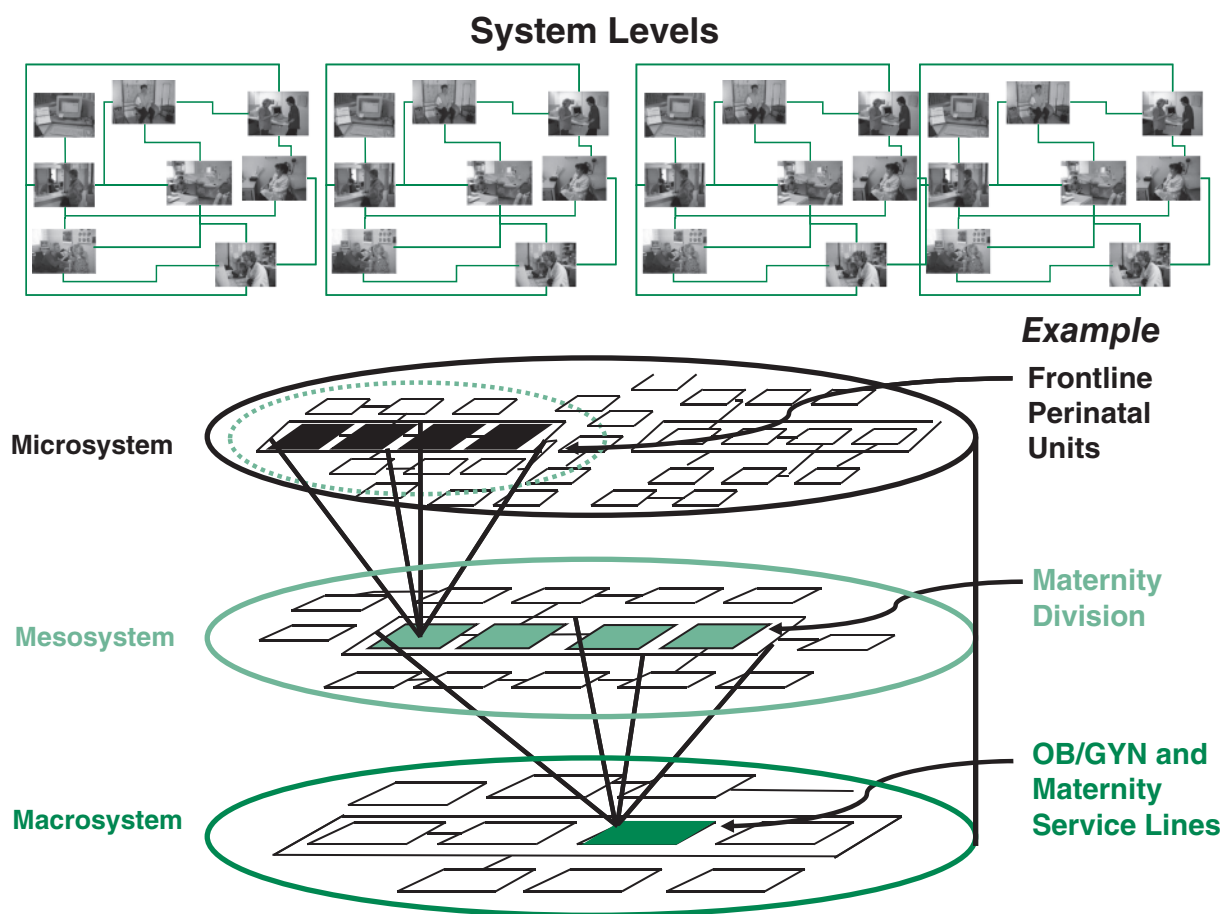 System Levels
Example
Frontline
Perinatal
Units
Microsystem
Maternity
Division
Mesosystem
OB/GYN and
Maternity
Service Lines
Macrosystem